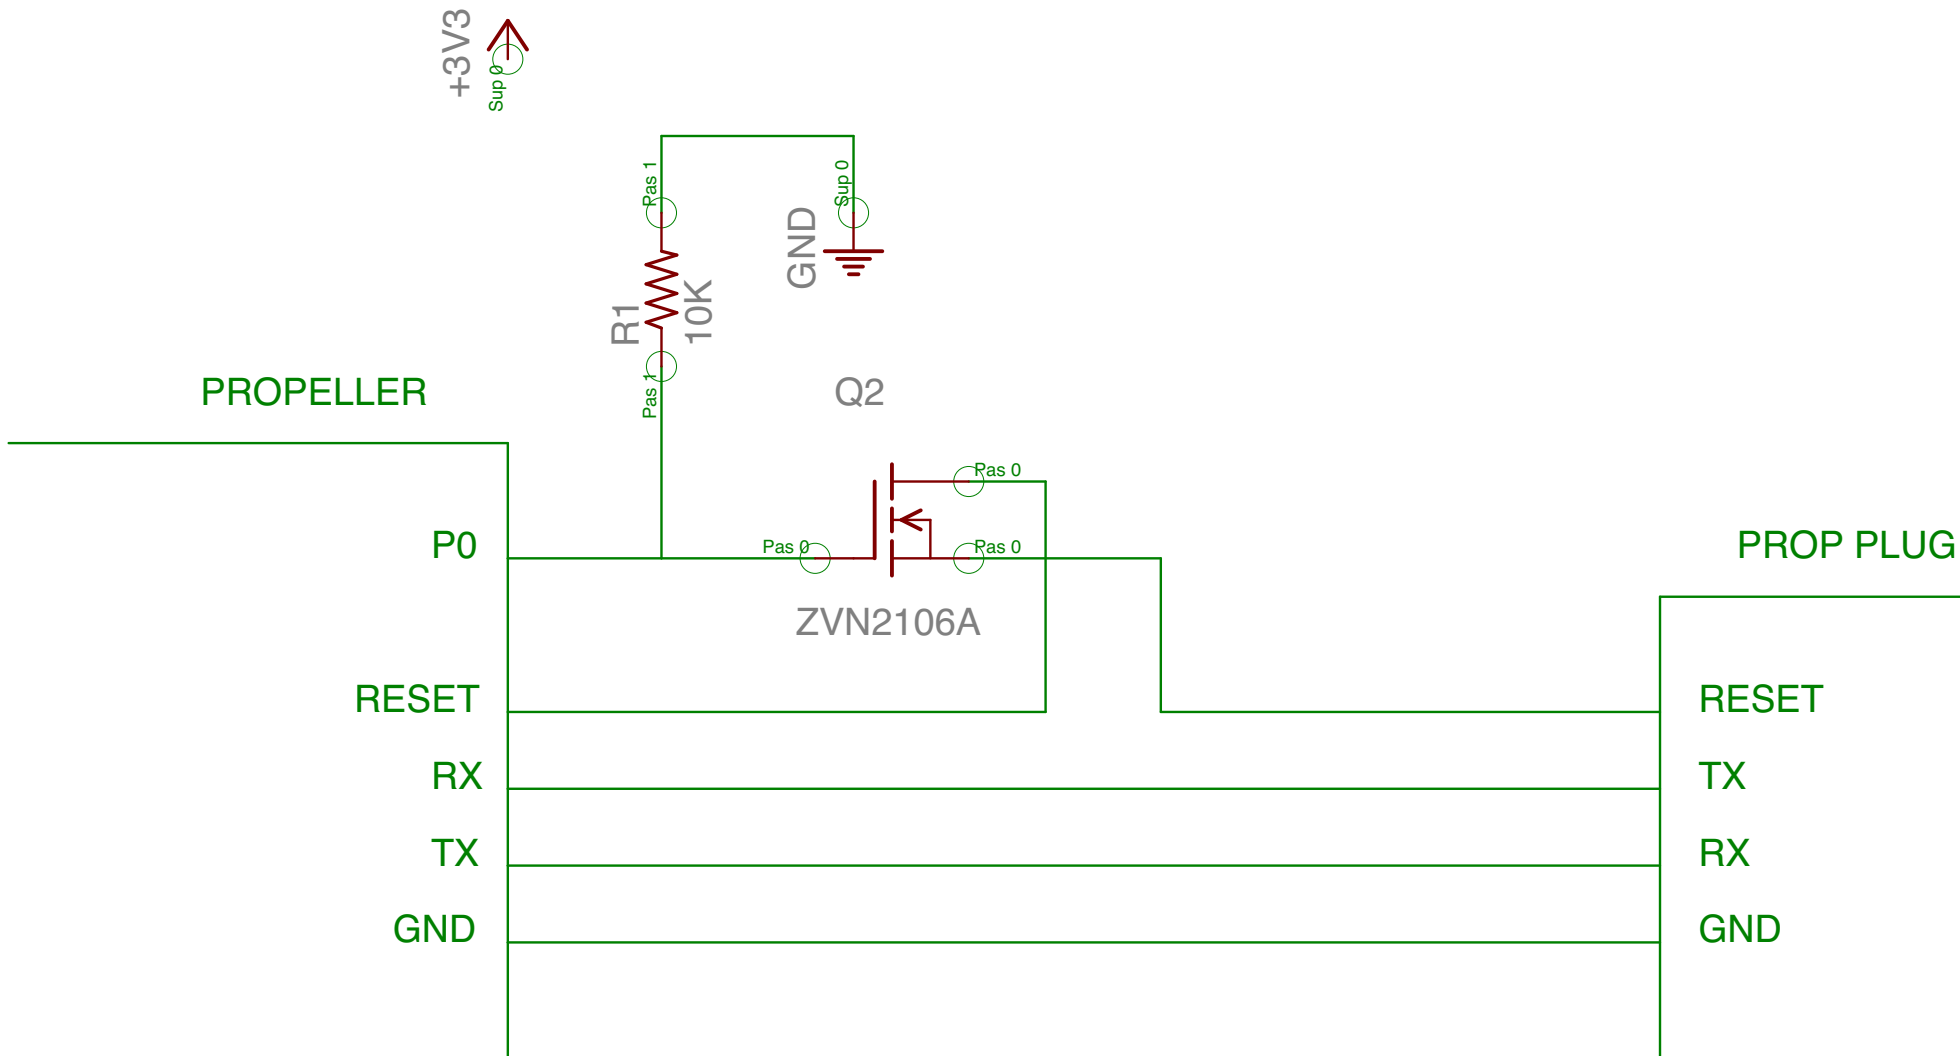 +3V3
Sup 0
Pas 1
Sup 0
GND
R1
10K
Pas 1
PROPELLER
Q2
Pas 0
P0
Pas 0
Pas 0
PROP PLUG
ZVN2106A
RESET
RESET
RX
TX
TX
RX
GND
GND